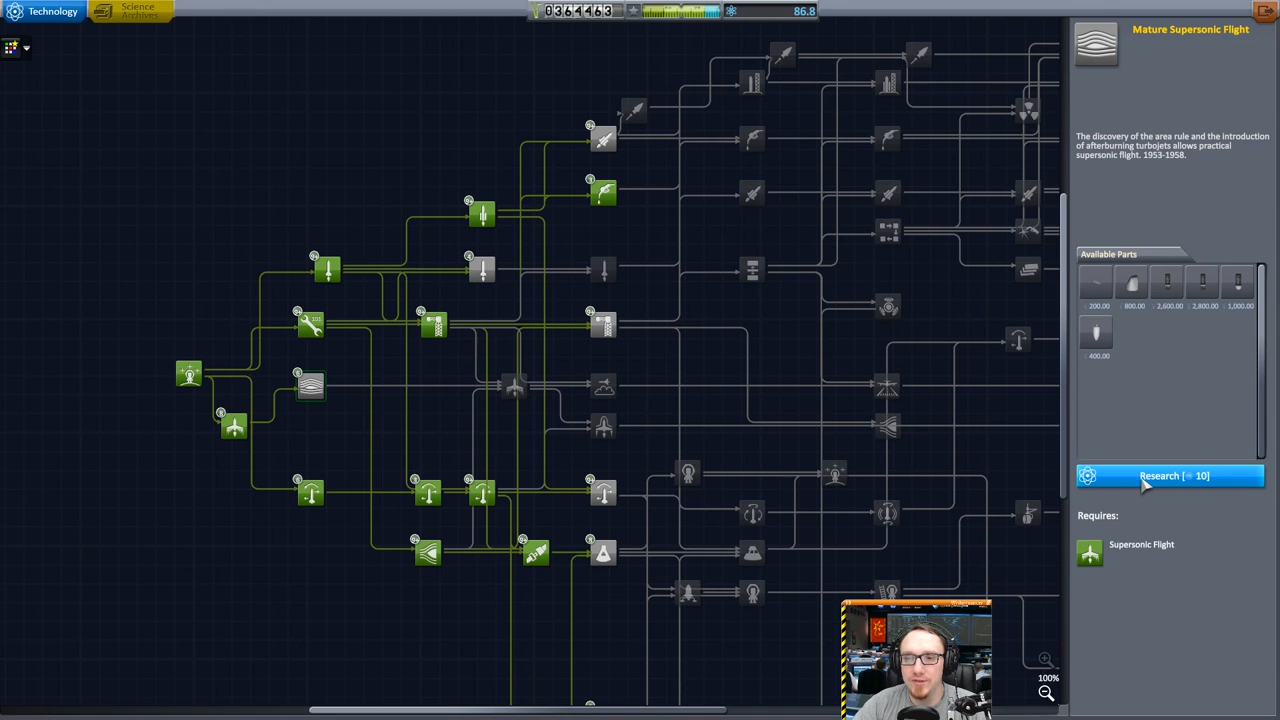 Technology
Science
Archives
0364463
86.8
Mature Supersonic Flight
The discovery of the area rule and the introduction
of afterburning turbojets allows practical
supersonic flight. 1953-1958.
Available Parts
200.00 800.00 2,600.00 2,800.00 1,000.00
400.00
Research [ 10]
Requires:
Supersonic Flight
101
100%